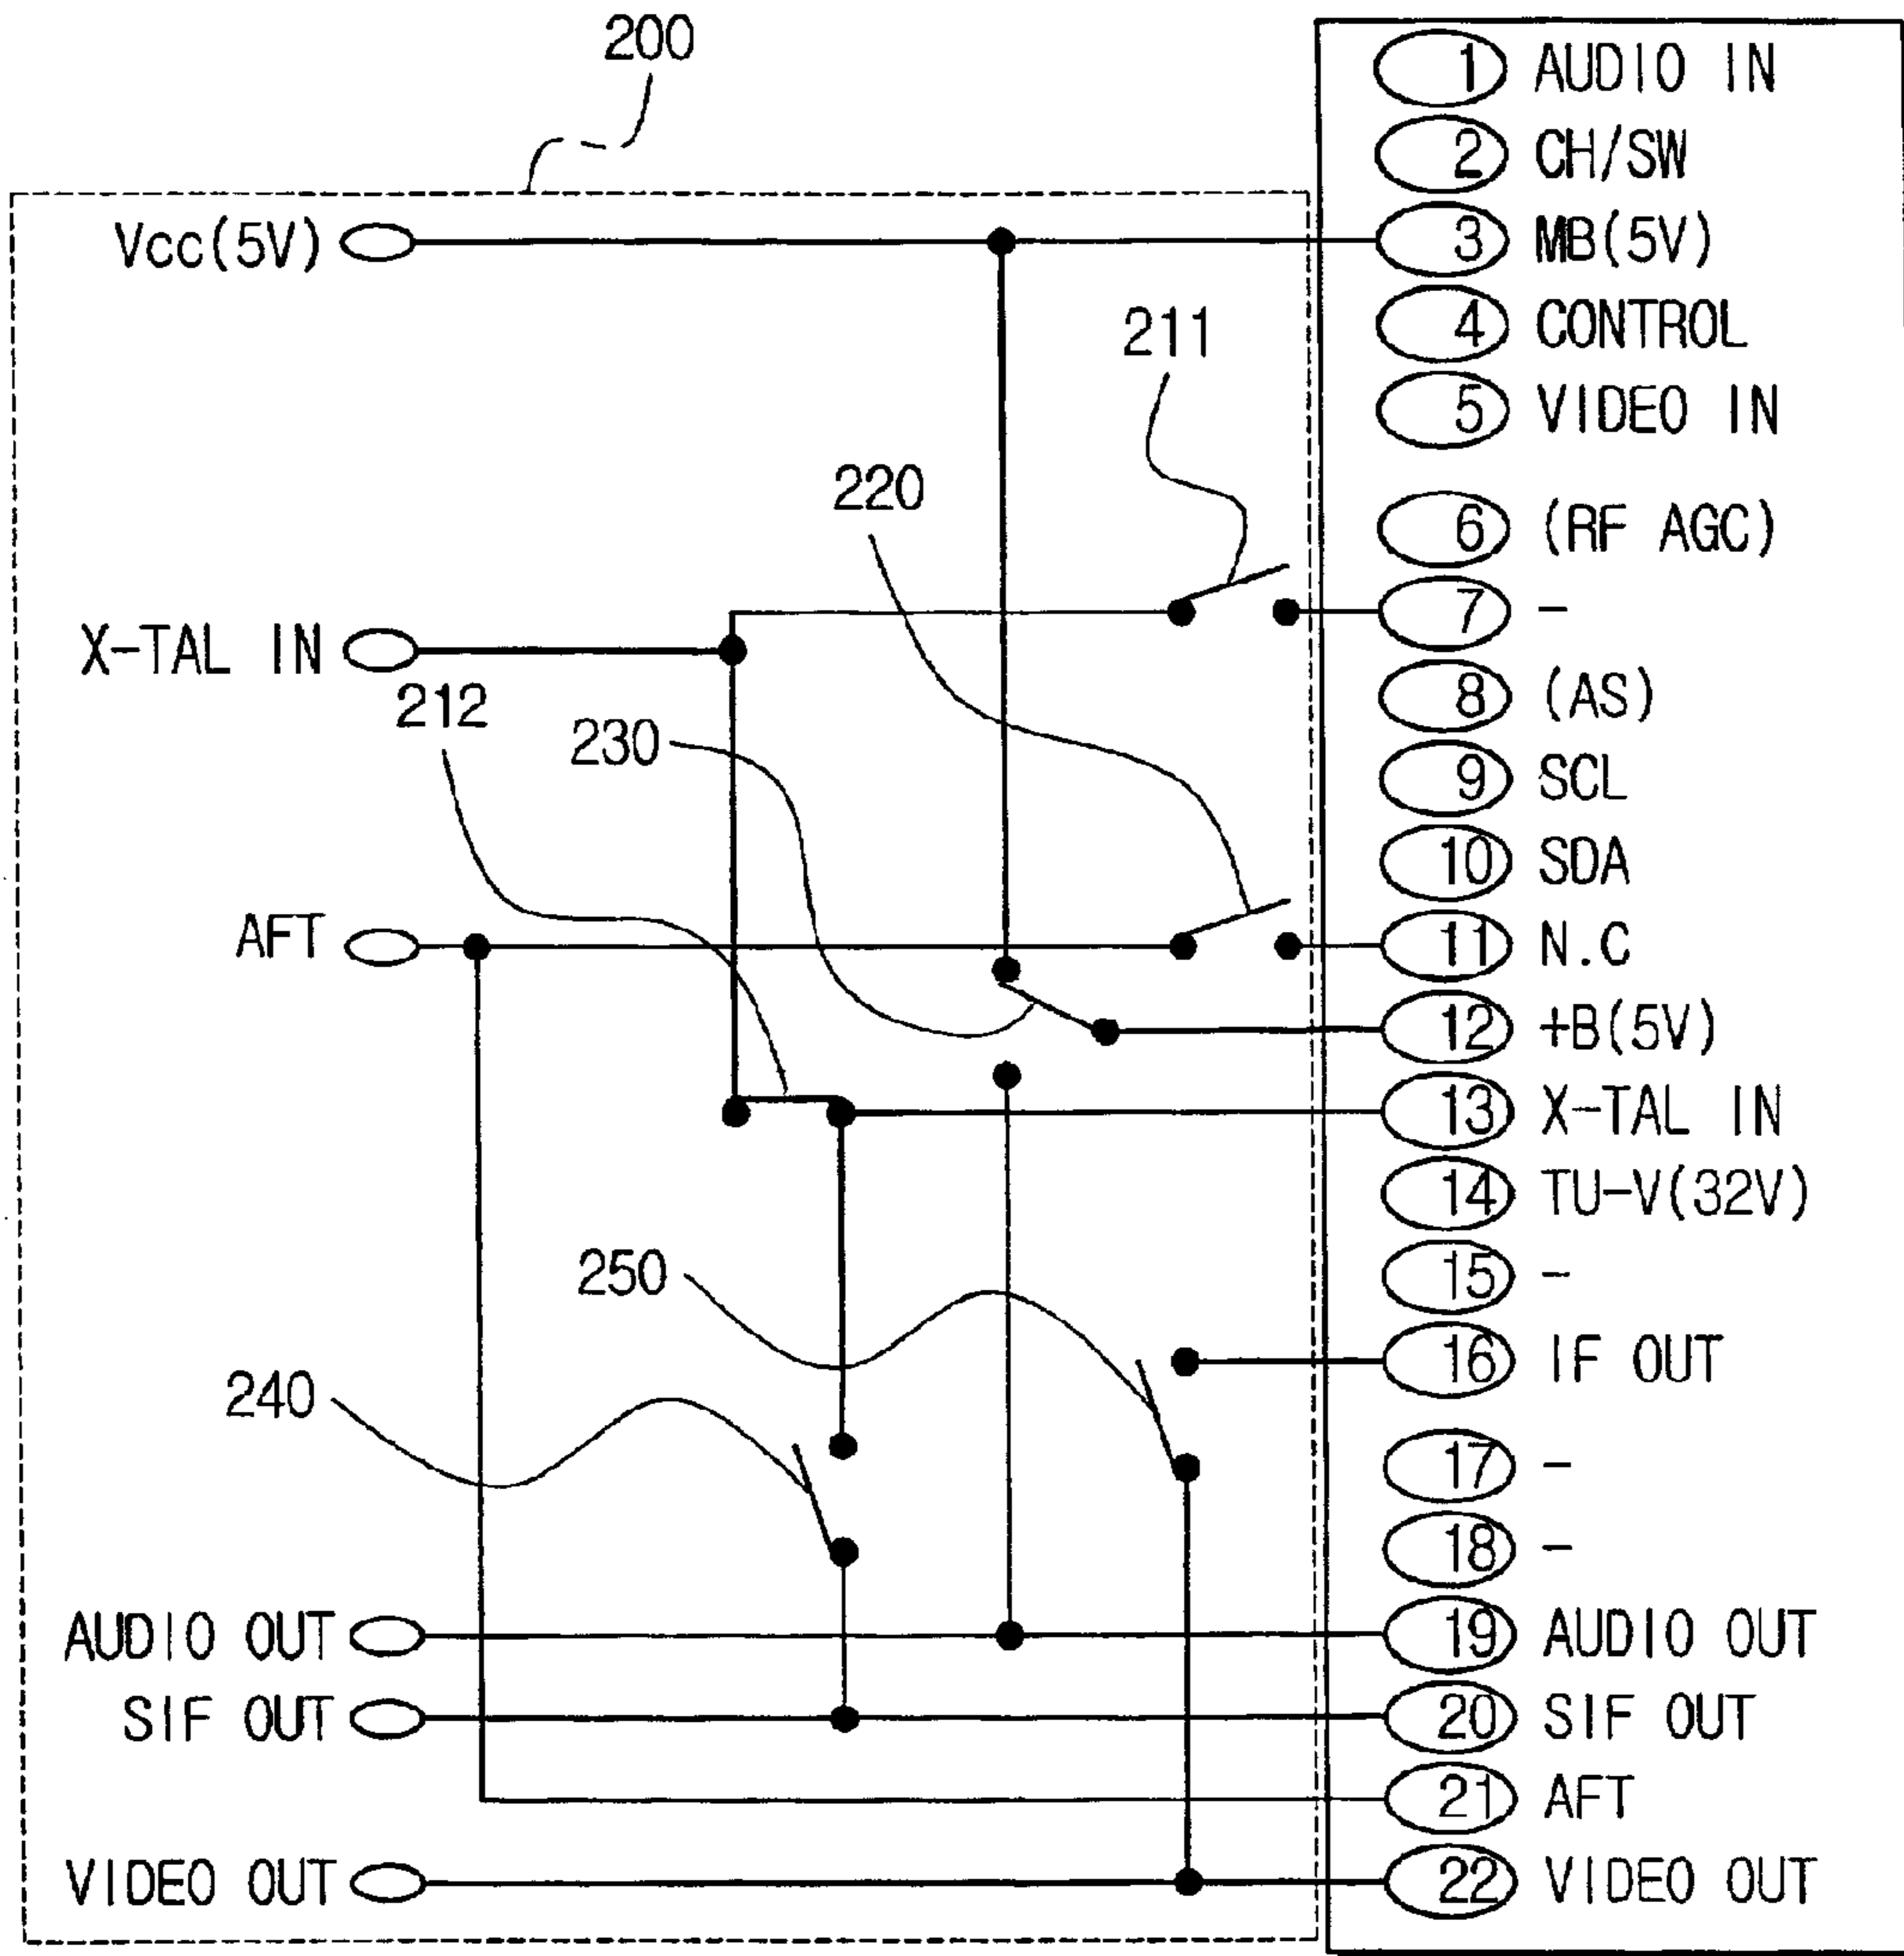 200
1 AUDIO IN
2 CH/SW
Vcc(5V)
3 MB(5V)
211
4 CONTROL
5 VIDEO IN
220
6 (RF AGC)
7 -
X-TAL IN
212
8 (AS)
230
9 SCL
10 SDA
AFT
11 N.C
12 +B(5V)
13 X-TAL IN
14 TU-V(32V)
250
15 -
16 IF OUT
240
17 -
18 -
AUDIO OUT
19 AUDIO OUT
SIF OUT
20 SIF OUT
21 AFT
VIDEO OUT
22 VIDEO OUT